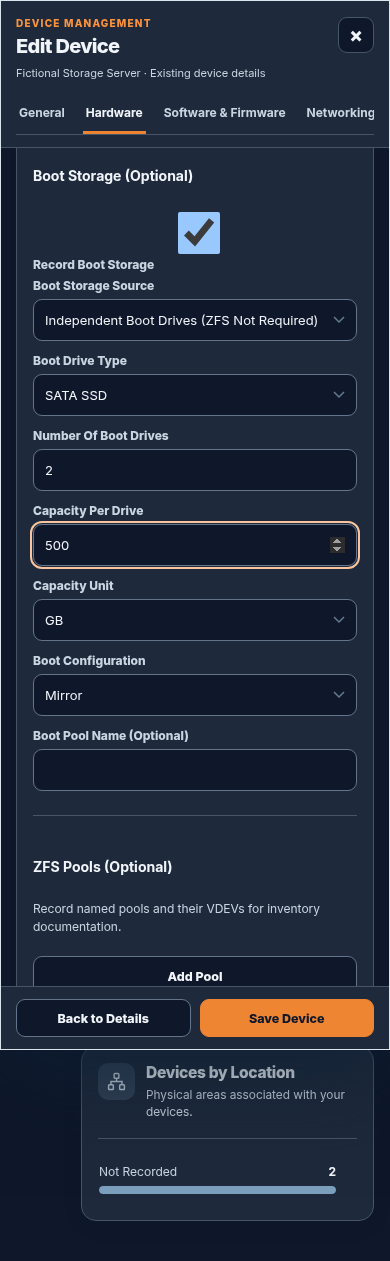 DEVICE MANAGEMENT
Edit Device
Fictional Storage Server · Existing device details
General
Hardware
Software & Firmware
Networking
Boot Storage (Optional)
Record Boot Storage
Boot Storage Source
Independent Boot Drives (ZFS Not Required)
Boot Drive Type
SATA SSD
Number Of Boot Drives
2
Capacity Per Drive
500
Capacity Unit
GB
Boot Configuration
Mirror
Boot Pool Name (Optional)
ZFS Pools (Optional)
Record named pools and their VDEVs for inventory
documentation.
Add Pool
Back to Details
Save Device
Devices by Location
Physical areas associated with your
devices.
Not Recorded 2